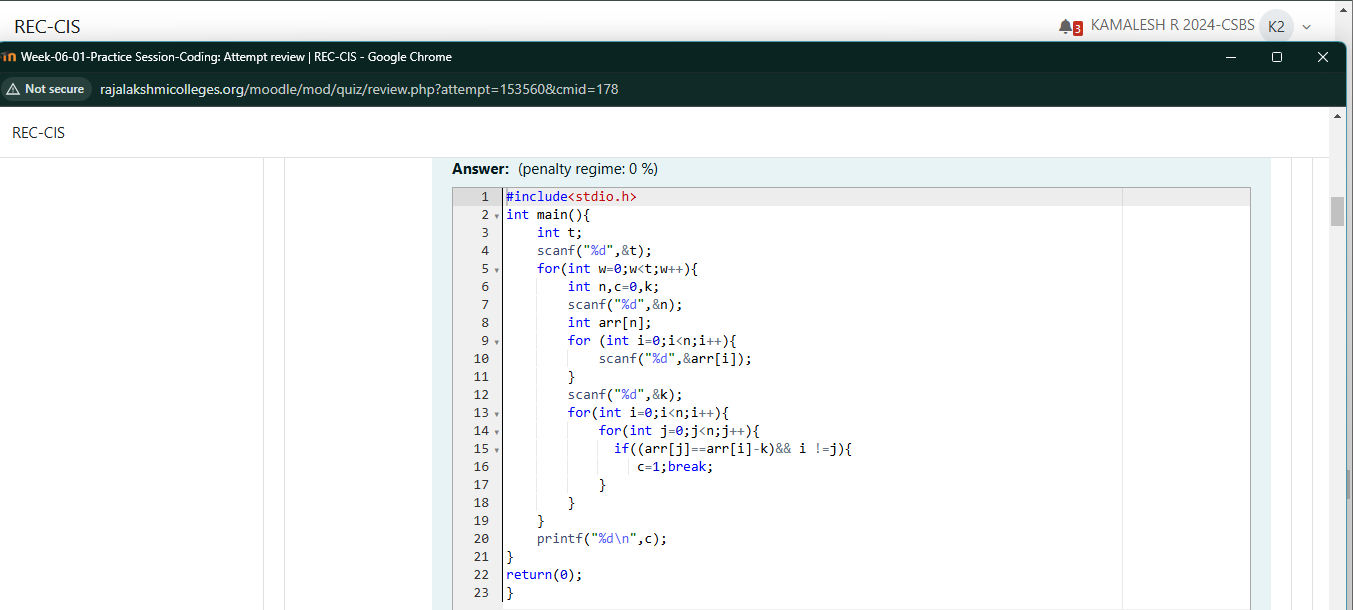 REC-CIS
3 KAMALESH R 2024-CSBS K2
Week-06-01-Practice Session-Coding: Attempt review | REC-CIS - Google Chrome
Not secure rajalakshmicolleges.org/moodle/mod/quiz/review.php?attempt=153560&cmid=178
REC-CIS
Answer: (penalty regime: 0 %)
1 #include<stdio.h>
2 int main(){
3     int t;
4     scanf("%d",&t);
5     for(int w=0;w<t;w++){
6         int n,c=0,k;
7         scanf("%d",&n);
8         int arr[n];
9         for (int i=0;i<n;i++){
10             scanf("%d",&arr[i]);
11         }
12         scanf("%d",&k);
13         for(int i=0;i<n;i++){
14             for(int j=0;j<n;j++){
15               if((arr[j]==arr[i]-k)&& i !=j){
16                  c=1;break;
17             }
18         }
19     }
20     printf("%d\n",c);
21 }
22 return(0);
23 }